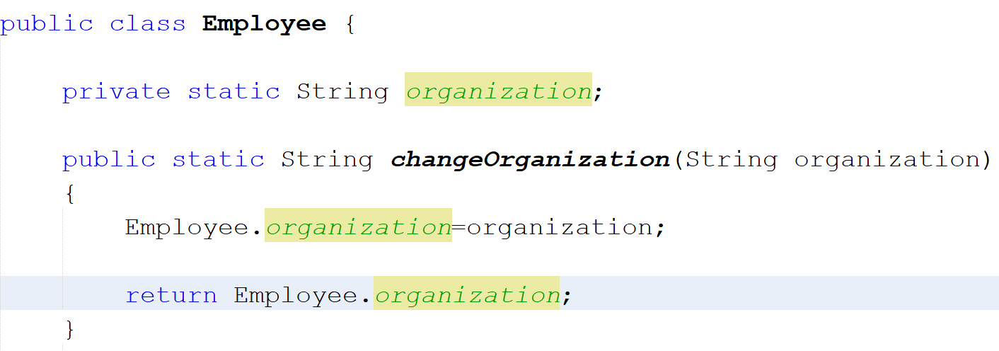 public class Employee {
private static String organization;
public static String changeOrganization(String organization)
{
Employee.organization=organization;
return Employee.organization;
}